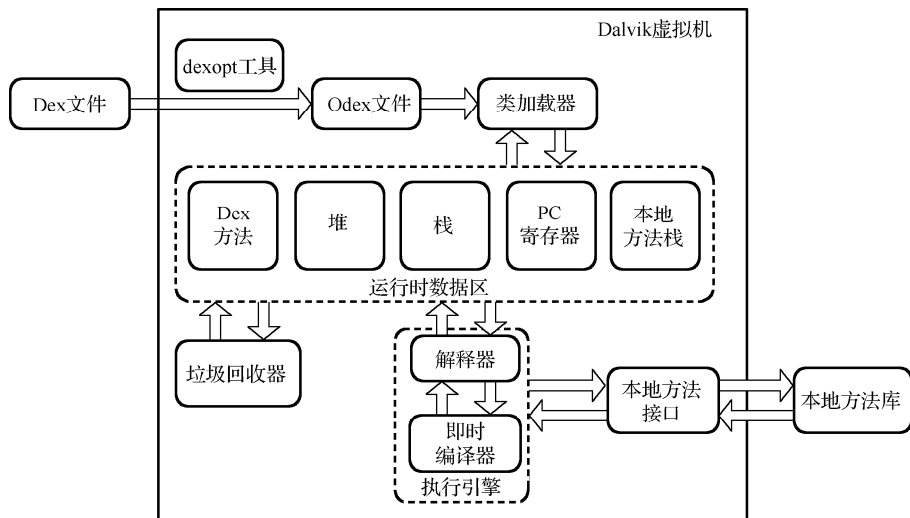 Dalvik虚拟机
dexopt工具
Dex文件
Odex文件
类加载器
Dex
方法
堆
栈
PC
寄存器
本地
方法栈
运行时数据区
垃圾回收器
解释器
本地方法
接口
本地方法库
即时
编译器
执行引擎